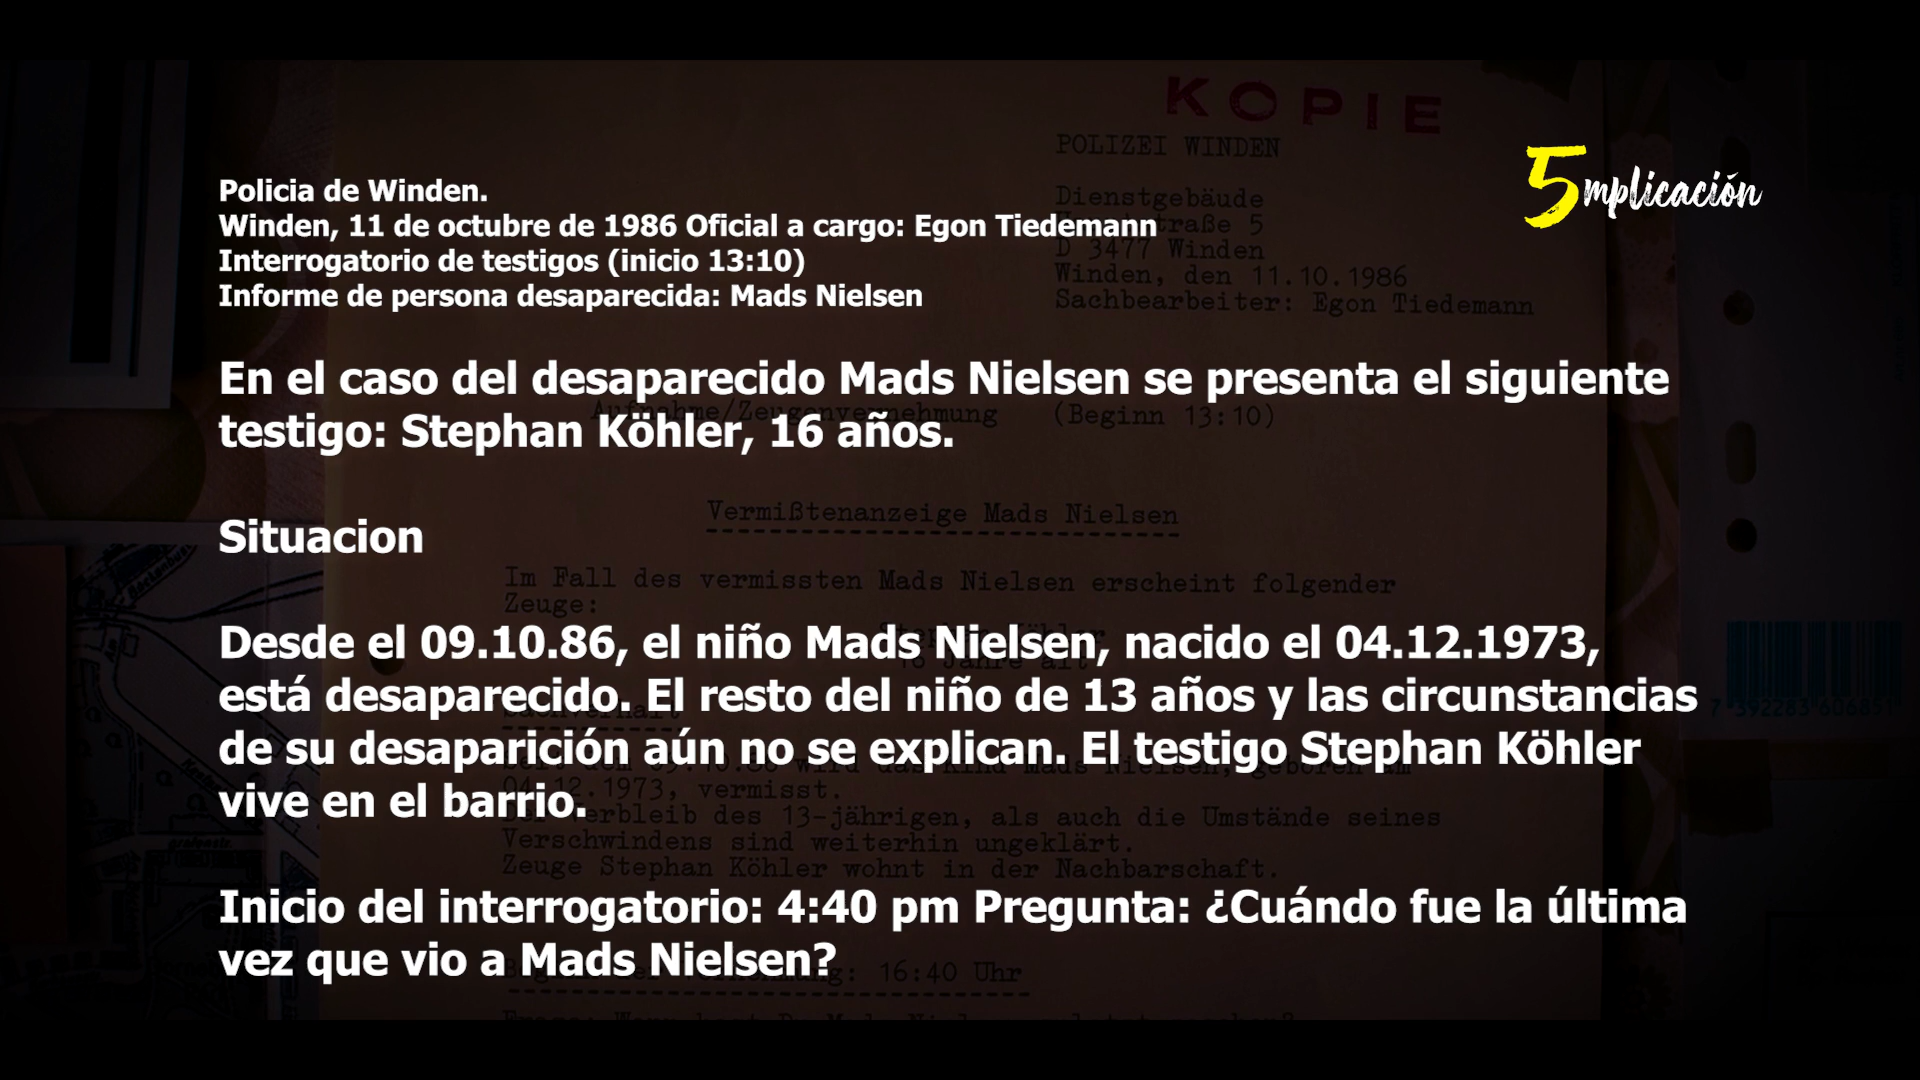 KOPIE
POLIZEI WINDEN
5mplicación
Policia de Winden.
Dienstgebäude
Winden, 11 de octubre de 1986 Oficial a cargo: Egon Tiedemann
5
D 3477 Winden
Interrogatorio de testigos (inicio 13:10)
Winden, den 11.10.1986
Informe de persona desaparecida: Mads Nielsen
Sachbearbeiter: Egon Tiedemann
En el caso del desaparecido Mads Nielsen se presenta el siguiente
(Beginn 13:10)
testigo: Stephan Köhler, 16 años.
Vermißtenanzeige Mads Nielsen
Situacion
Im Fall des vermissten Mads Nielsen erscheint folgender
Zeuge:
Desde el 09.10.86, el niño Mads Nielsen, nacido el 04.12.1973,
está desaparecido. El resto del niño de 13 años y las circunstancias
de su desaparición aún no se explican. El testigo Stephan Köhler
vermisst.
vive en el barrio.
des 13-jährigen, als auch die Umstände seines
Verschwindens sind weiterhin ungeklärt.
Zeuge Stephan Köhler wohnt in der Nachbarschaft.
Inicio del interrogatorio: 4:40 pm Pregunta: ¿Cuándo fue la última
vez que vio a Mads Nielsen?
16:40 Uhr